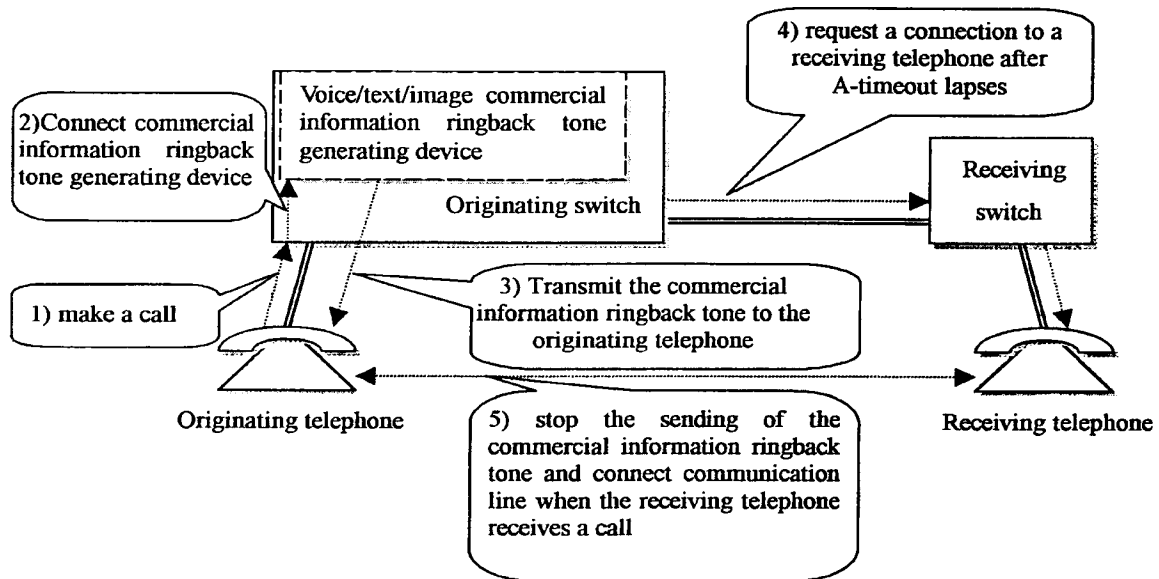 4) request a connection to a
receiving telephone after
A-timeout lapses
Voice/text/image commercial
information ringback tone
generating device
2)Connect commercial
information ringback
tone generating device
Originating switch
Receiving
switch
1) make a call
3) Transmit the commercial
information ringback tone to the
originating telephone
Originating telephone
Receiving telephone
5) stop the sending of the
commercial information ringback
tone and connect communication
line when the receiving telephone
receives a call